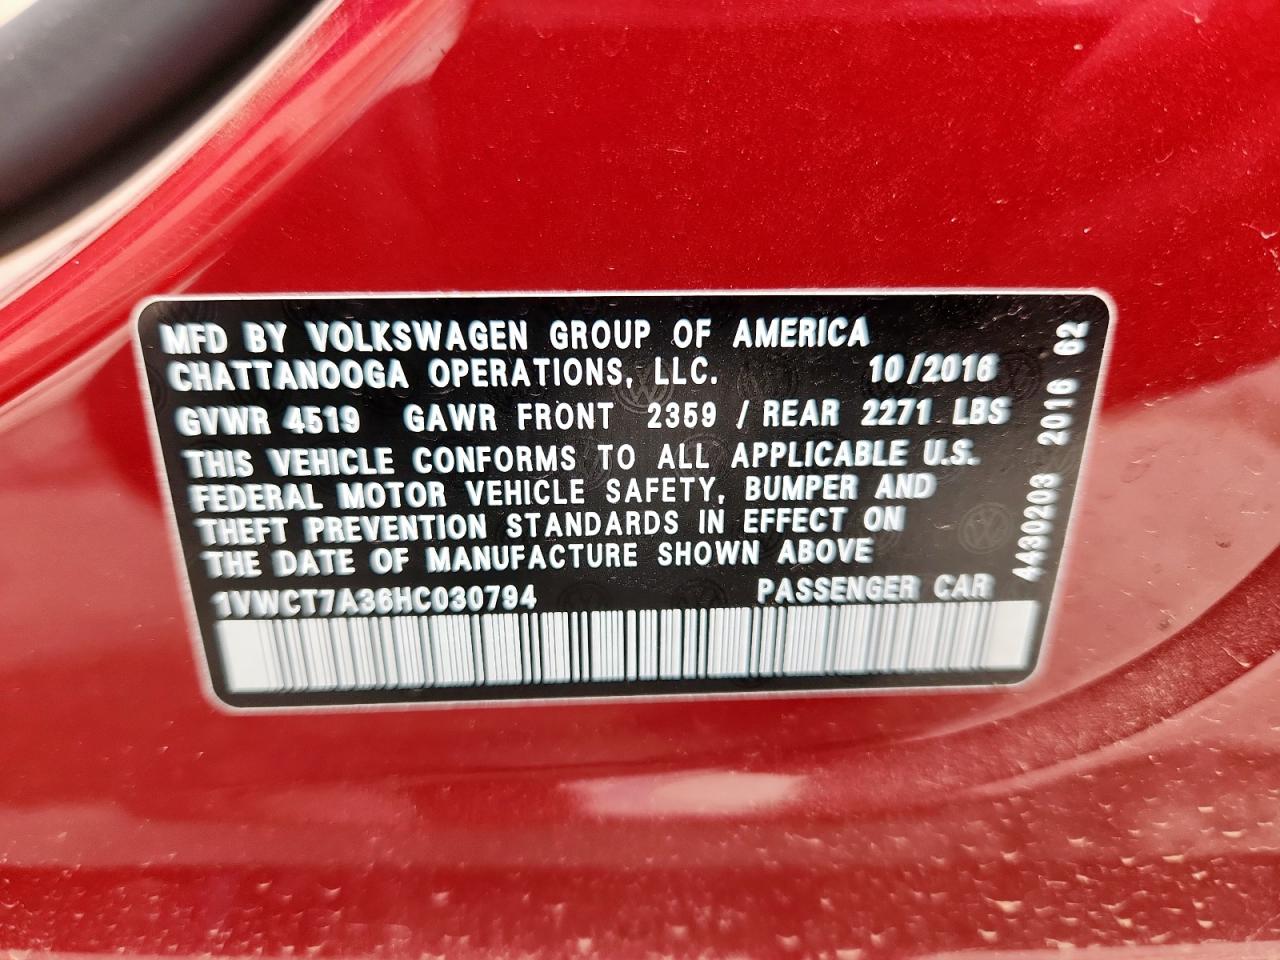 MFD BY VOLKSWAGEN GROUP OF AMERICA
CHATTANOOGA OPERATIONS, LLC. 10/2016
GVWR 4519 GAWR FRONT 2359 / REAR 2271 LBS
THIS VEHICLE CONFORMS TO ALL APPLICABLE U.S.
FEDERAL MOTOR VEHICLE SAFETY, BUMPER AND
THEFT PREVENTION STANDARDS IN EFFECT ON
THE DATE OF MANUFACTURE SHOWN ABOVE
1VWCT7A36HC030794 PASSENGER CAR
4430203 2016 62